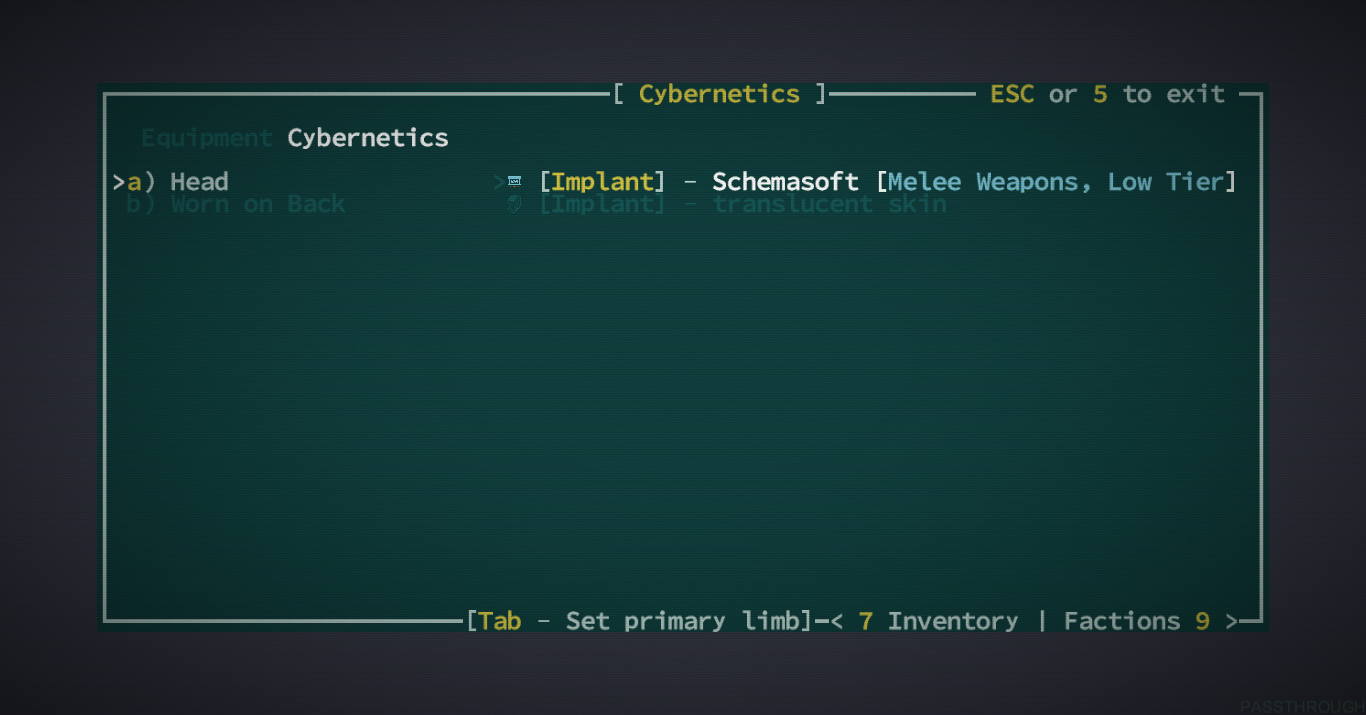 [ Cybernetics ] ESC or 5 to exit
Equipment Cybernetics
>a) Head > [Implant] - Schemasoft [Melee Weapons, Low Tier]
b) Worn on Back [Implant] - translucent skin
[Tab - Set primary limb] < 7 Inventory | Factions 9 >
PASSTHROUGH